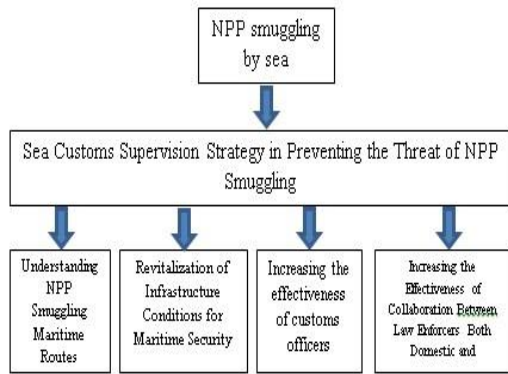 NPP smuggling
by sea
Sea Customs Supervision Strategy in Preventing the Threat of NPP
Smuggling
Understanding
NPP
Smuggling
Maritime
Routes
Revitalization of
Infrastructure
Conditions for
Maritime Security
Increasing the
effectiveness
of customs
officers
Increasing the
Effectiveness of
Collaboration Between
Law Enforcers Both
Domestic and